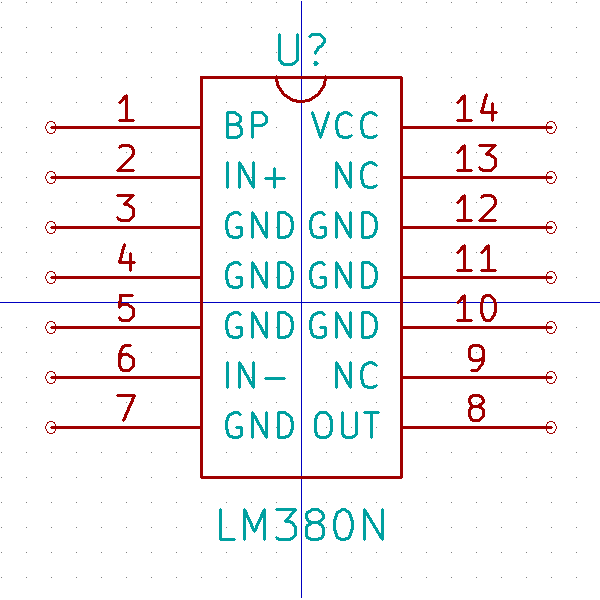 U?
1 BP VCC 14
2 IN+ NC 13
3 GND GND 12
4 GND GND 11
5 GND GND 10
6 IN- NC 9
7 GND OUT 8
LM380N